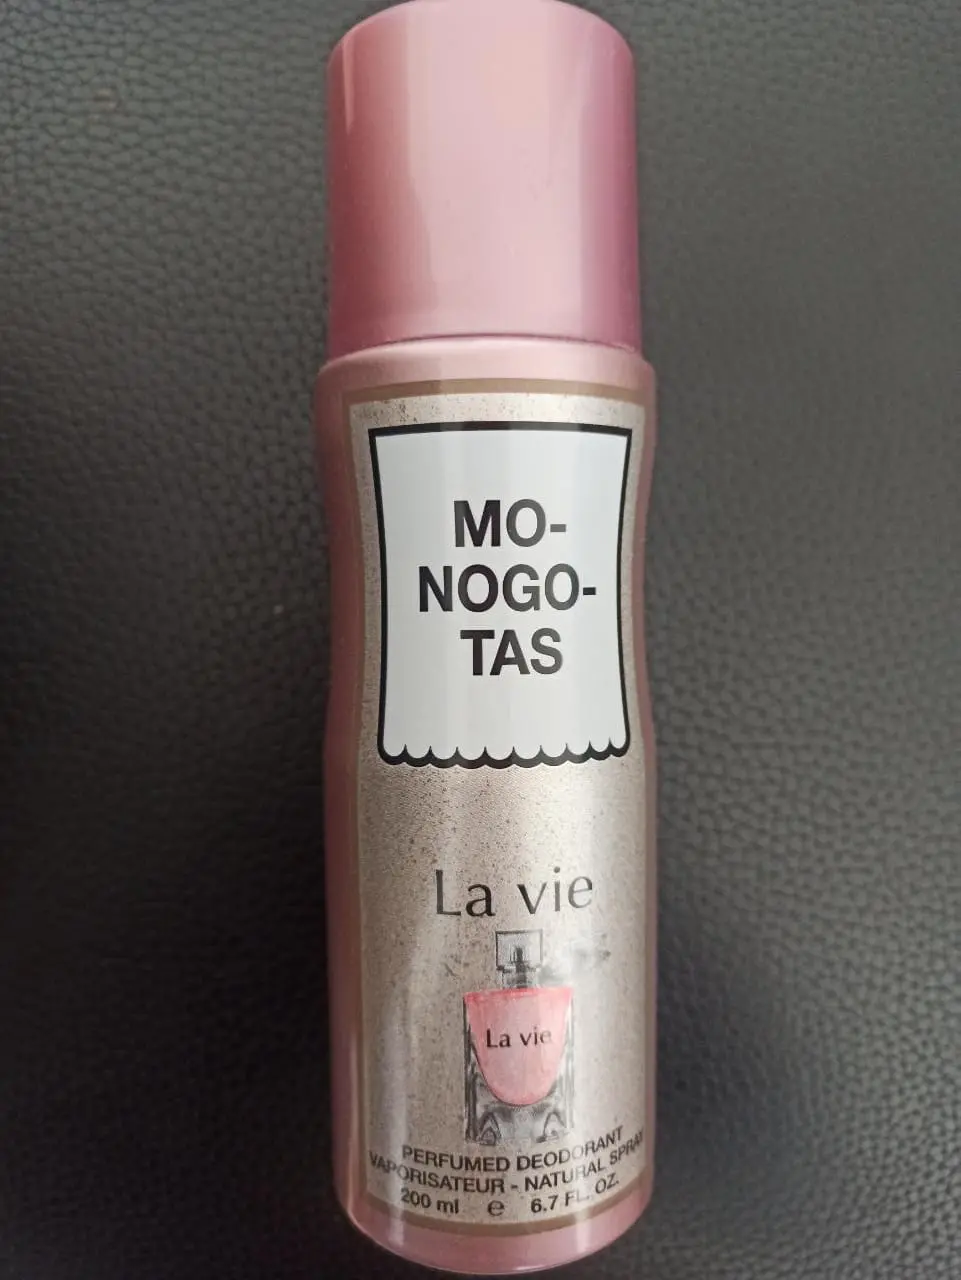 MO-
NOGO-
TAS
La vie
La vie
PERFUMED DEODORANT
VAPORISATEUR - NATURAL SPRAY
200 ml e 6.7 FL. OZ.